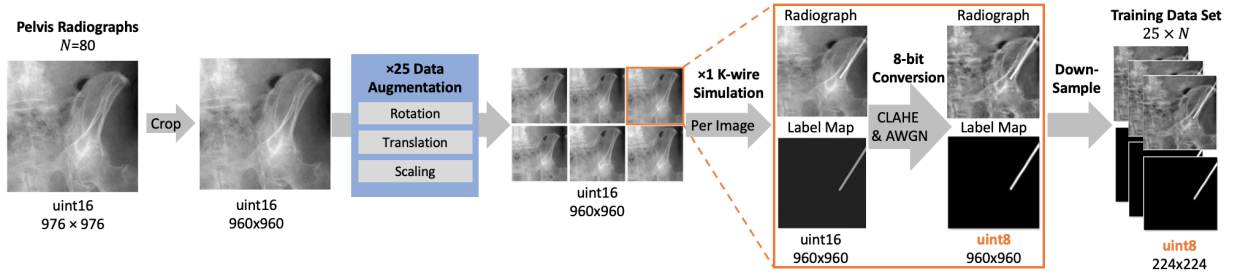 Pelvis Radiographs
N=80
uint16
976 × 976
Crop
uint16
960x960
×25 Data
Augmentation
Rotation
Translation
Scaling
uint16
960x960
×1 K-wire
Simulation
Per Image
Radiograph
Label Map
uint16
960x960
8-bit
Conversion
CLAHE
& AWGN
Radiograph
Label Map
uint8
960x960
Down-
Sample
Training Data Set
25 × N
uint8
224x224